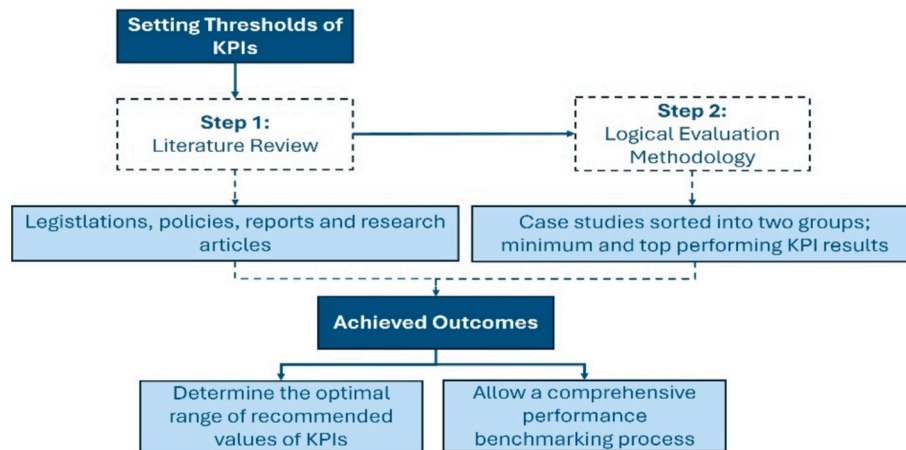 Setting Thresholds of
KPIs
Step 1:
Literature Review
Step 2:
Logical Evaluation
Methodology
Legistlations, policies, reports and research
articles
Case studies sorted into two groups;
minimum and top performing KPI results
Achieved Outcomes
Determine the optimal
range of recommended
values of KPIs
Allow a comprehensive
performance
benchmarking process